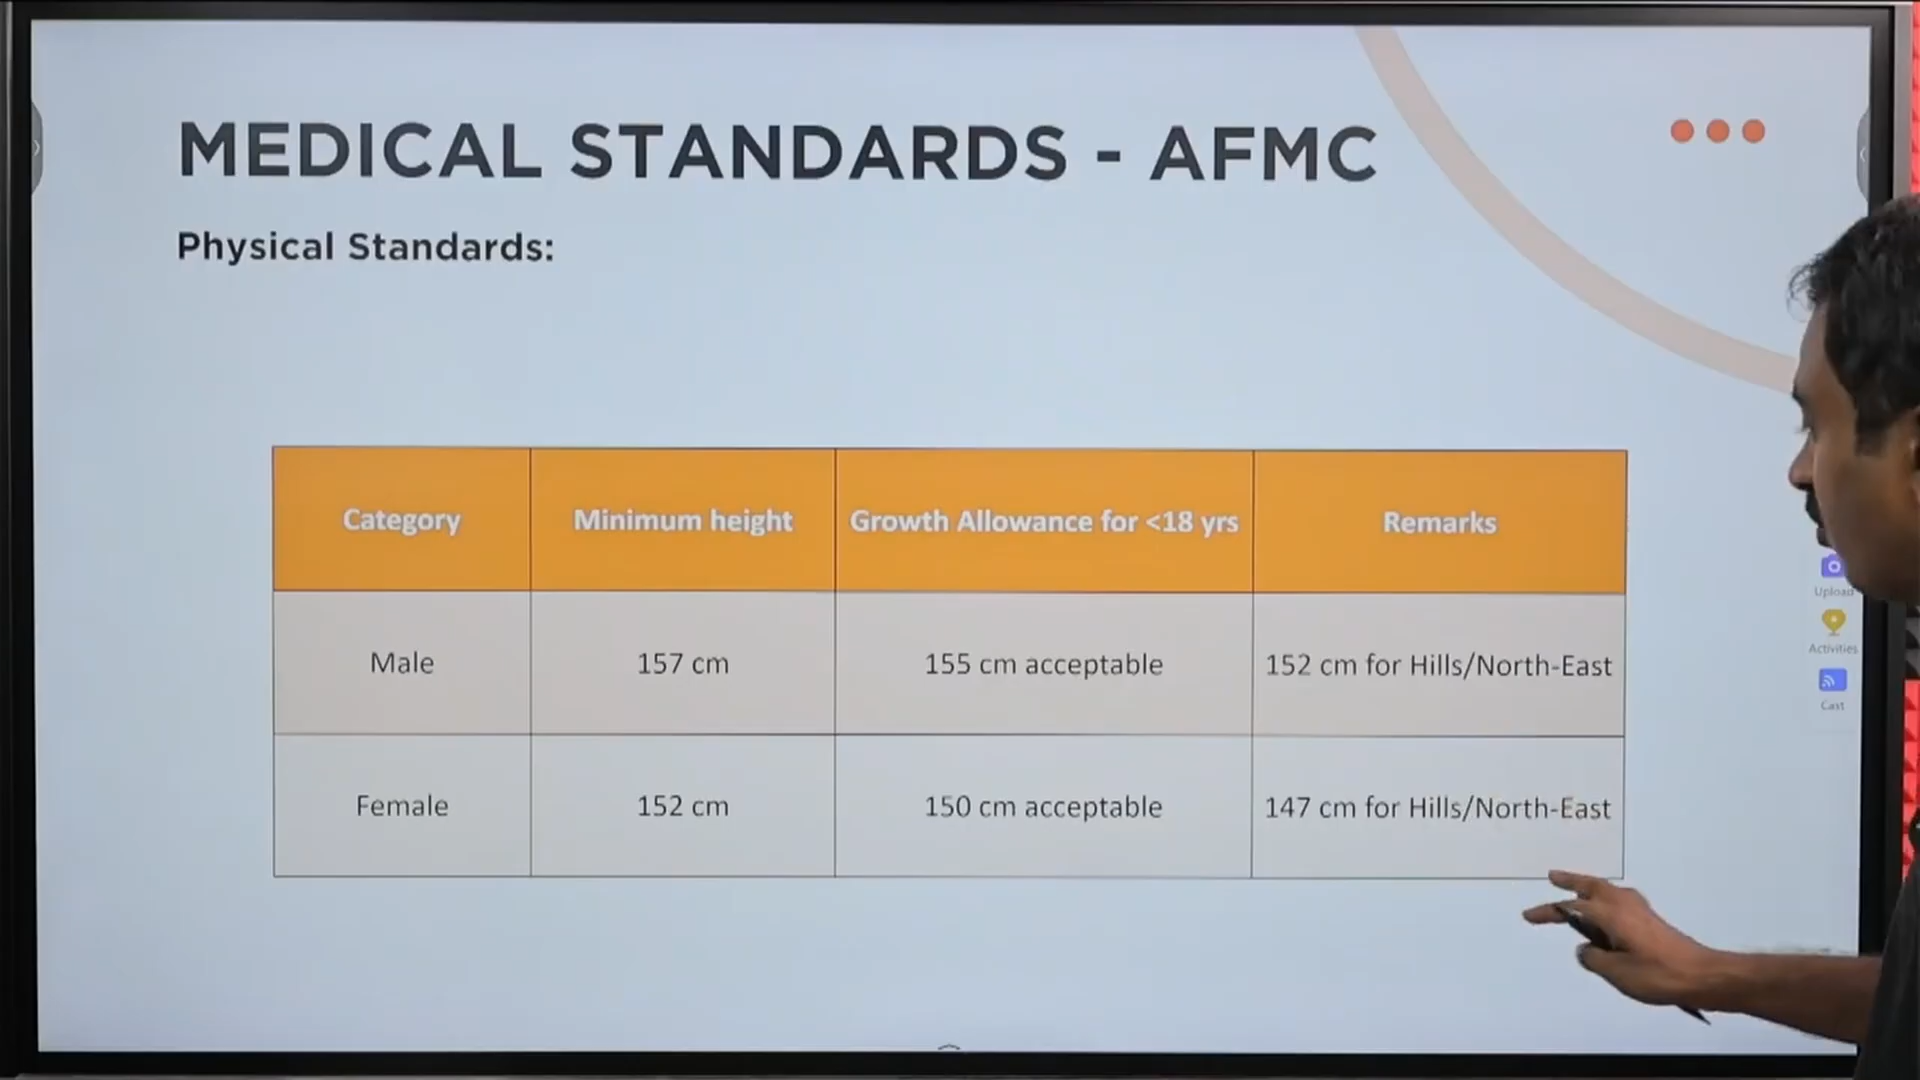 MEDICAL STANDARDS - AFMC
Physical Standards:
Category Minimum height Growth Allowance for <18 yrs Remarks
Male 157 cm 155 cm acceptable 152 cm for Hills/North-East
Female 152 cm 150 cm acceptable 147 cm for Hills/North-East
Upload
Activities
Cast